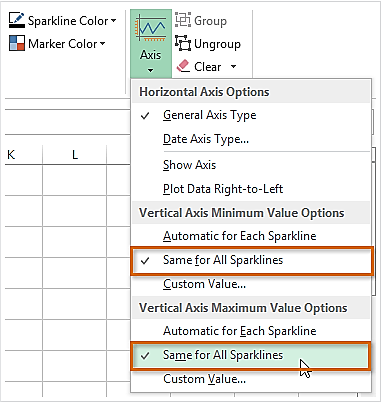 Sparkline Color
Marker Color
Axis
Group
Ungroup
Clear
K L
Horizontal Axis Options
General Axis Type
Date Axis Type...
Show Axis
Plot Data Right-to-Left
Vertical Axis Minimum Value Options
Automatic for Each Sparkline
Same for All Sparklines
Custom Value...
Vertical Axis Maximum Value Options
Automatic for Each Sparkline
Same for All Sparklines
Custom Value...